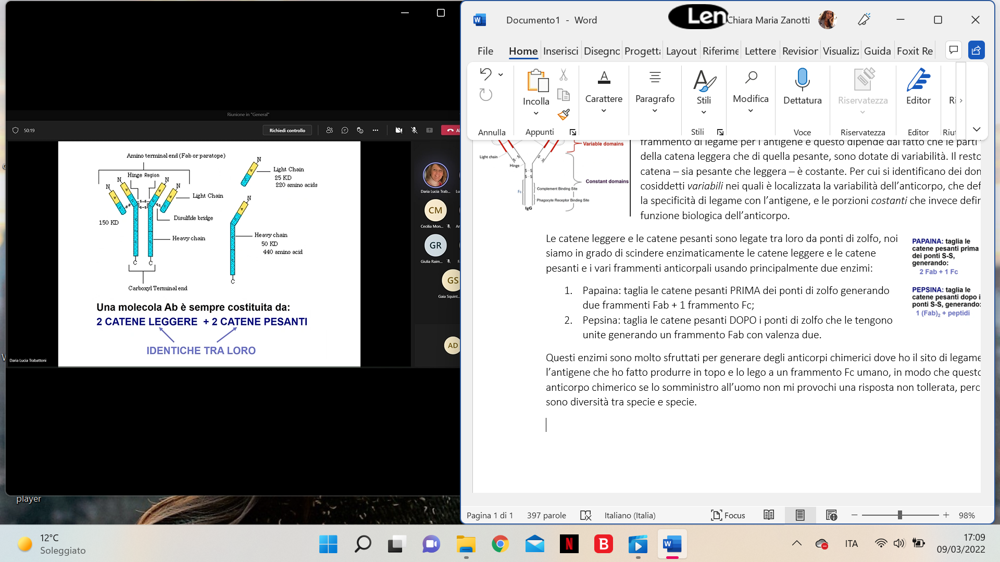 Riunione in "General"
50:19
Richiedi controllo
Amino terminal end (Fab or paratope)
Hinge Region
N
N
N
N
Light Chain
Disulfide bridge
150 KD
Heavy chain
C
C
Carboxyl Terminal end
N
Light Chain
25 KD
220 amino acids
N
Heavy chain
50 KD
440 amino acid
C
Una molecola Ab è sempre costituita da:
2 CATENE LEGGERE + 2 CATENE PESANTI
IDENTICHE TRA LORO
Daria Lucia Trabattoni
Daria Lucia Trab...
CM
Cecilia Mon...
GR
Giulia Raim...
GS
Gaia Squint...
AD
player
Documento1 - Word
Len
Chiara Maria Zanotti
File
Home
Inserisci
Disegno
Progetta
Layout
Riferime
Lettere
Revision
Visualizz
Guida
Foxit Re
Annulla
Incolla
Appunti
Carattere
Paragrafo
Stili
Stili
Modifica
Dettatura
Voce
Riservatezza
Riservatezza
Editor
Editor
Ri
Riut
Variable domains
Light chain
S-S
S-S
Hinge
S-S
S-S
Constant domains
Complement Binding Site
Fc
Phagocyte Receptor Binding Site
IgG
frammento di legame per l'antigene e questo dipende dal fatto che le parti
della catena leggera che di quella pesante, sono dotate di variabilità. Il resto
catena – sia pesante che leggera – è costante. Per cui si identificano dei don
cosiddetti variabili nei quali è localizzata la variabilità dell'anticorpo, che def
la specificità di legame con l'antigene, e le porzioni costanti che invece defin
funzione biologica dell'anticorpo.
Le catene leggere e le catene pesanti sono legate tra loro da ponti di zolfo, noi
siamo in grado di scindere enzimaticamente le catene leggere e le catene
pesanti e i vari frammenti anticorpali usando principalmente due enzimi:
1. Papaina: taglia le catene pesanti PRIMA dei ponti di zolfo generando
due frammenti Fab + 1 frammento Fc;
2. Pepsina: taglia le catene pesanti DOPO i ponti di zolfo che le tengono
unite generando un frammento Fab con valenza due.
PAPAINA: taglia le
catene pesanti prima
dei ponti S-S,
generando:
2 Fab + 1 Fc
PEPSINA: taglia le
catene pesanti dopo i
ponti S-S, generando:
1 (Fab)2 + peptidi
Questi enzimi sono molto sfruttati per generare degli anticorpi chimerici dove ho il sito di legame
l'antigene che ho fatto produrre in topo e lo lego a un frammento Fc umano, in modo che questo
anticorpo chimerico se lo somministro all'uomo non mi provochi una risposta non tollerata, perc
sono diversità tra specie e specie.
Pagina 1 di 1
397 parole
Italiano (Italia)
Focus
98%
12°C
Soleggiato
ITA
17:09
09/03/2022